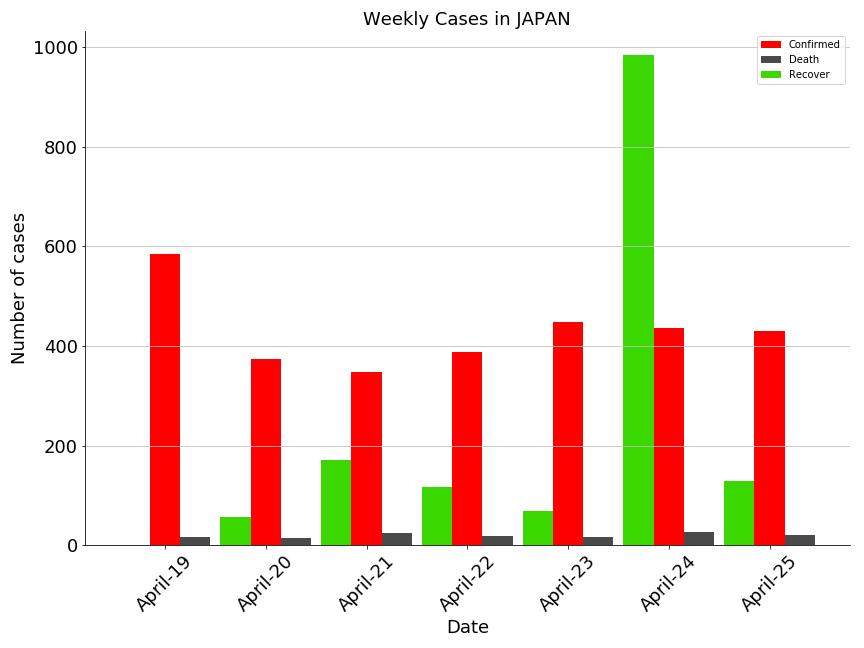 Weekly Cases in JAPAN
Confirmed
Death
Recover
Number of cases
1000
800
600
400
200
0
April-19
April-20
April-21
April-22
April-23
April-24
April-25
Date